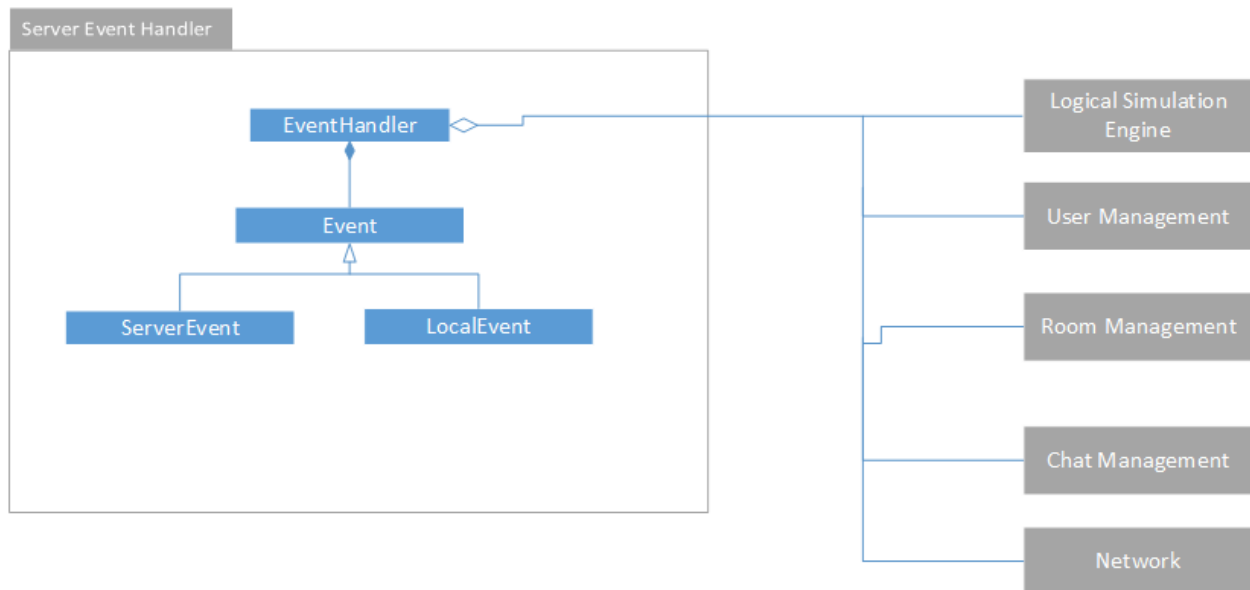 Server Event Handler
EventHandler
Event
ServerEvent
LocalEvent
Logical Simulation
Engine
User Management
Room Management
Chat Management
Network